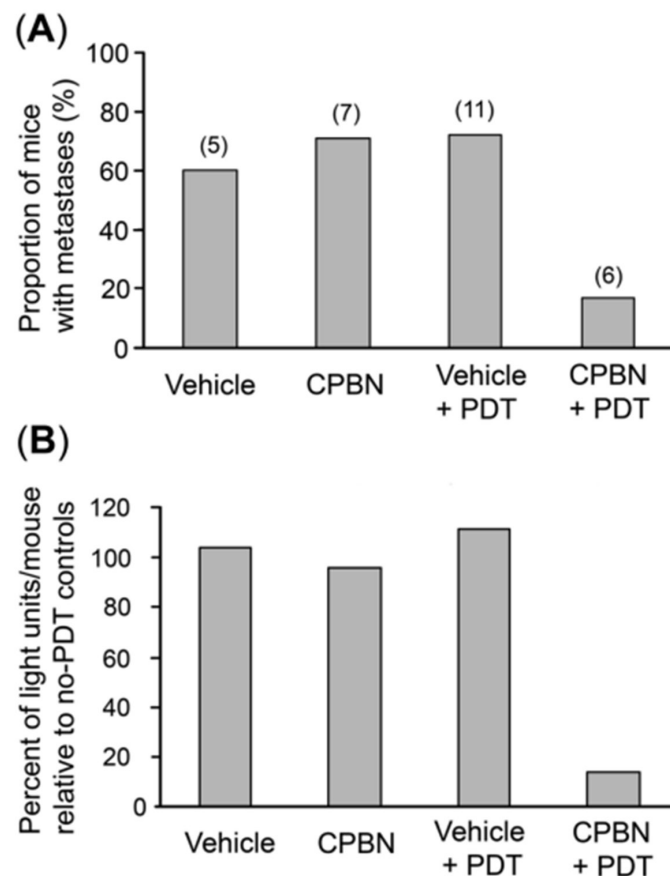 (A)
Proportion of mice
with metastases (%)
100
80
60
40
20
0
(5)
(7)
(11)
(6)
Vehicle
CPBN
Vehicle
+ PDT
CPBN
+ PDT
(B)
Percent of light units/mouse
relative to no-PDT controls
120
100
80
60
40
20
0
Vehicle
CPBN
Vehicle
+ PDT
CPBN
+ PDT